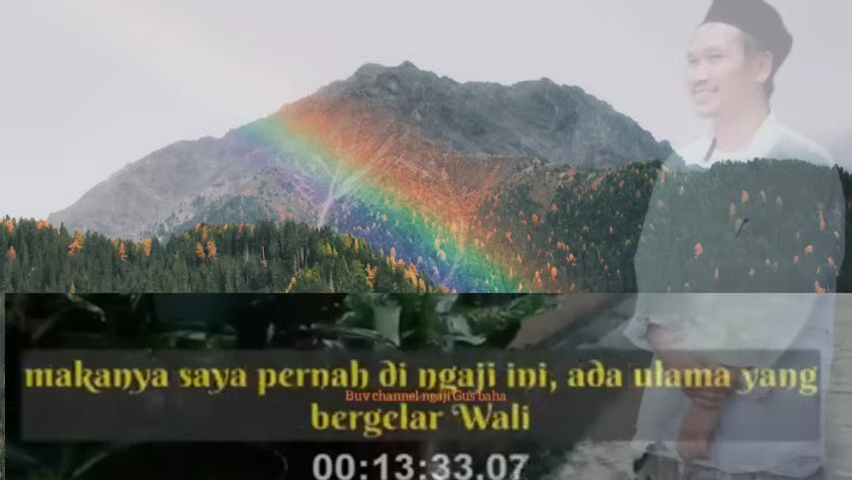 makanya saya pernah di ngaji ini, ada ulama yang
Buv channel ngaji Gus baha
bergelar Wali
00:13:33.07